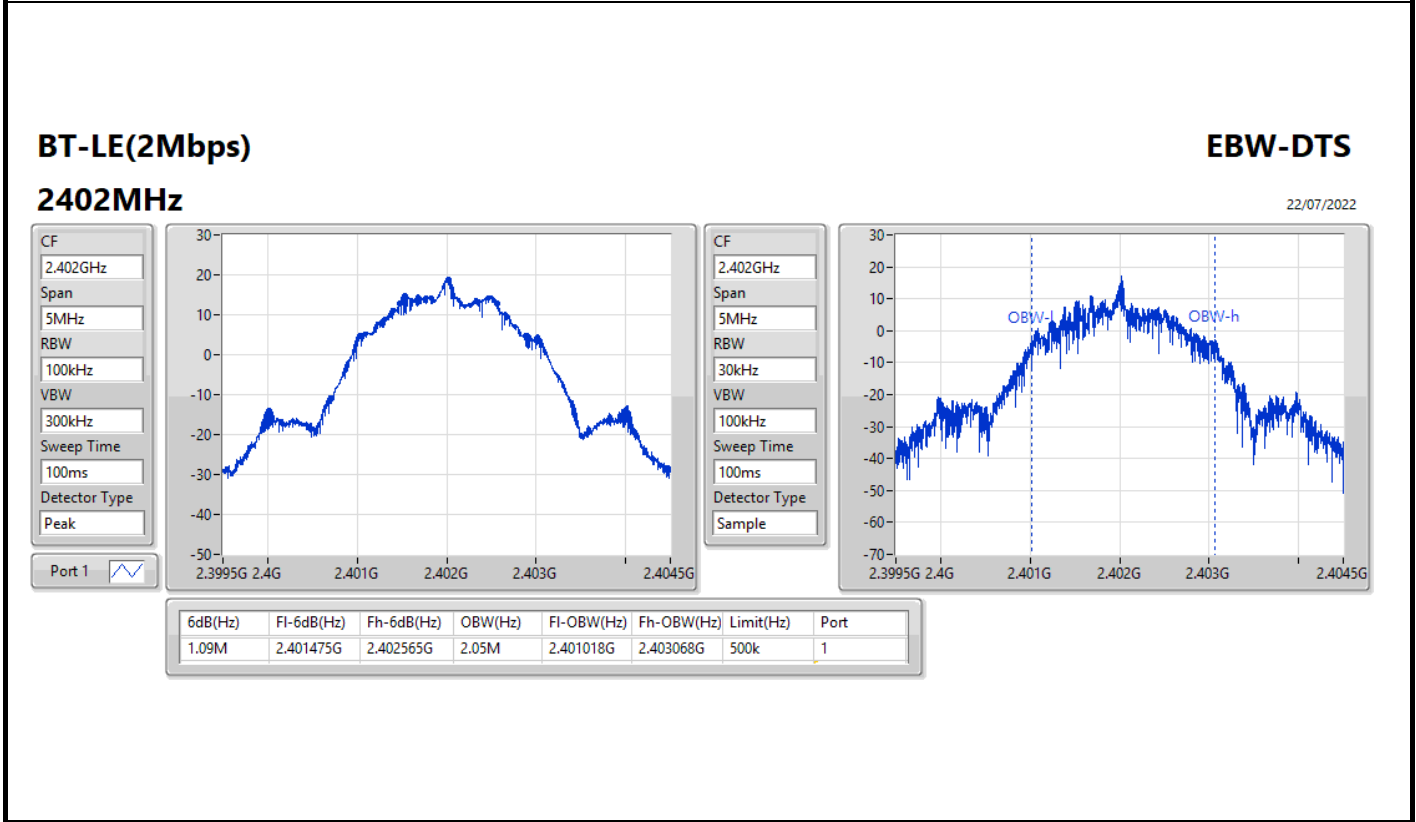 BT-LE(2Mbps)
EBW-DTS
2402MHz
22/07/2022
CF
2.402GHz
Span
5MHz
RBW
100kHz
VBW
300kHz
Sweep Time
100ms
Detector Type
Peak
Port 1
30
20
10
0
-10
-20
-30
-40
-50
2.3995G 2.4G 2.401G 2.402G 2.403G 2.4045G
CF
2.402GHz
Span
5MHz
RBW
30kHz
VBW
100kHz
Sweep Time
100ms
Detector Type
Sample
30
20
10
0
-10
-20
-30
-40
-50
-60
-70
OBW-l
OBW-h
2.3995G 2.4G 2.401G 2.402G 2.403G 2.4045G
6dB(Hz) Fl-6dB(Hz) Fh-6dB(Hz) OBW(Hz) Fl-OBW(Hz) Fh-OBW(Hz) Limit(Hz) Port
1.09M 2.401475G 2.402565G 2.05M 2.401018G 2.403068G 500k 1